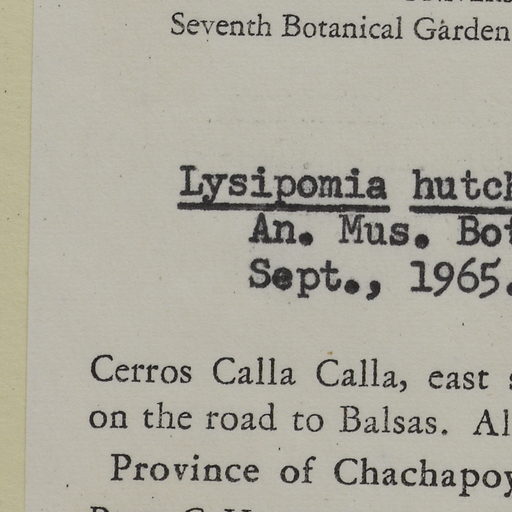 Seventh Botanical Garden
Lysipomia hutch
An. Mus. Bot
Sept., 1965.
Cerros Calla Calla, east
on the road to Balsas. Al
Province of Chachapoy